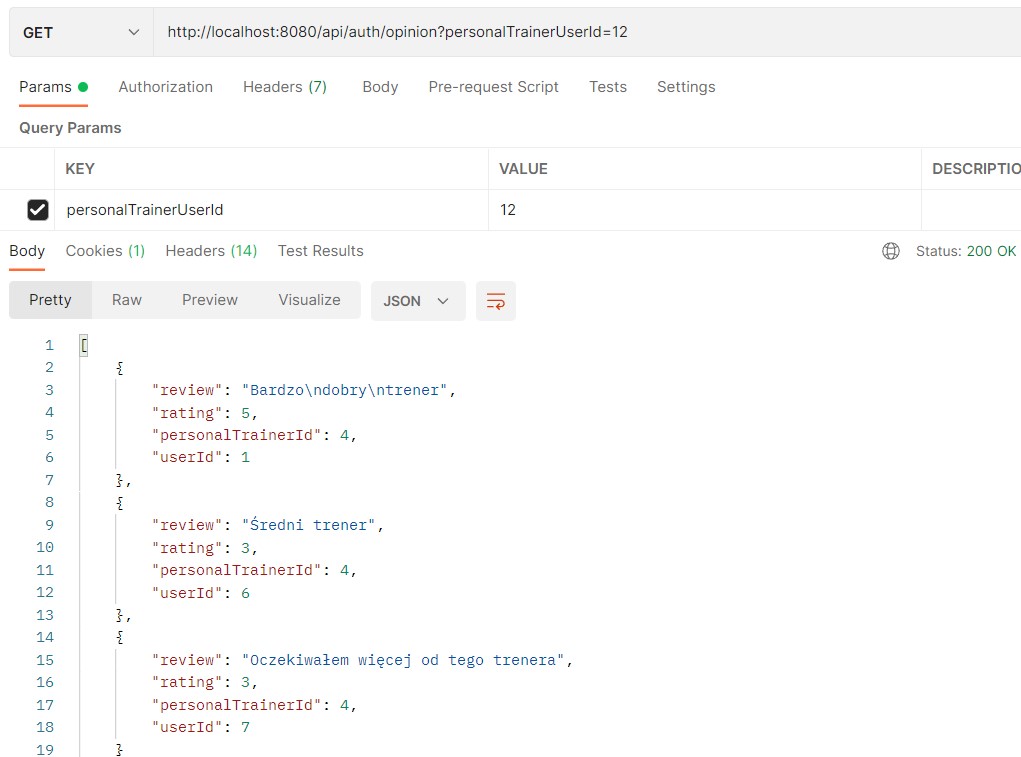 GET http://localhost:8080/api/auth/opinion?personalTrainerUserId=12
Params Authorization Headers (7) Body Pre-request Script Tests Settings
Query Params
KEY VALUE DESCRIPTIO
personalTrainerUserId 12
Body Cookies (1) Headers (14) Test Results Status: 200 OK
Pretty Raw Preview Visualize JSON
1 [
2 {
3 "review": "Bardzo\ndobry\ntrener",
4 "rating": 5,
5 "personalTrainerId": 4,
6 "userId": 1
7 },
8 {
9 "review": "Średni trener",
10 "rating": 3,
11 "personalTrainerId": 4,
12 "userId": 6
13 },
14 {
15 "review": "Oczekiwałem więcej od tego trenera",
16 "rating": 3,
17 "personalTrainerId": 4,
18 "userId": 7
19 }